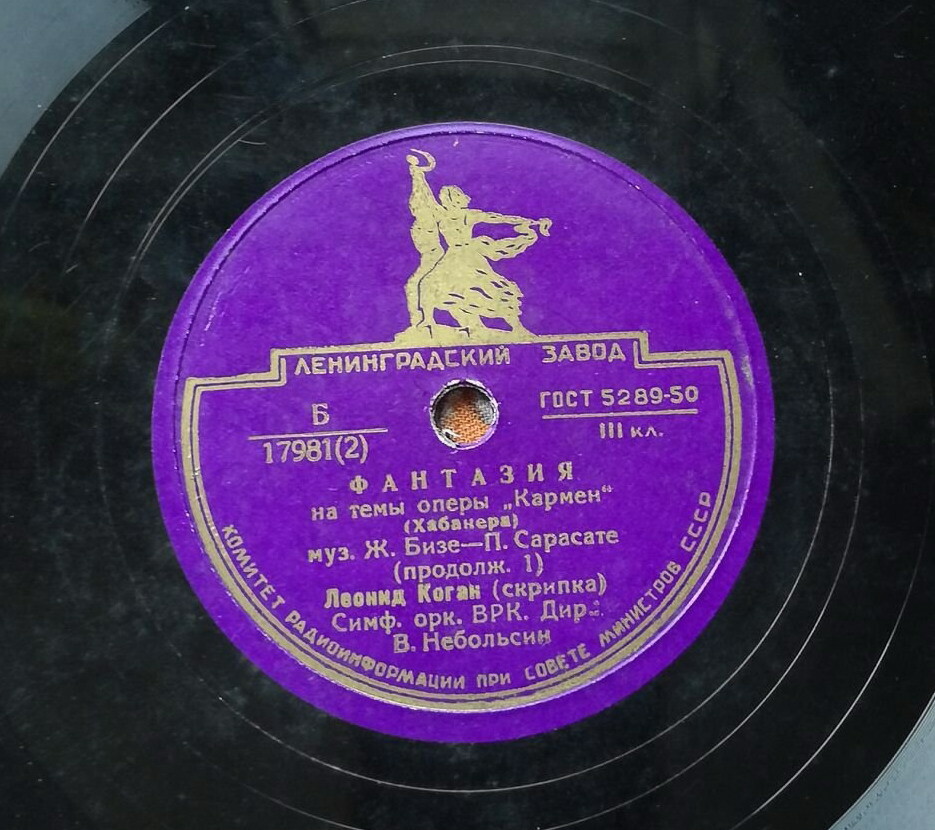 ЛЕНИНГРАДСКИЙ ЗАВОД
Б
17981(2)
ГОСТ 5289-50
III кл.
ФАНТАЗИЯ
на темы оперы „Кармен“
(Хабанера)
муз. Ж. Бизе—П. Сарасате
(продолж. 1)
Леонид Коган (скрипка)
Симф. орк. ВРК. Дир.:
В. Небольсин
КОМИТЕТ РАДИОИНФОРМАЦИИ ПРИ СОВЕТЕ МИНИСТРОВ СССР